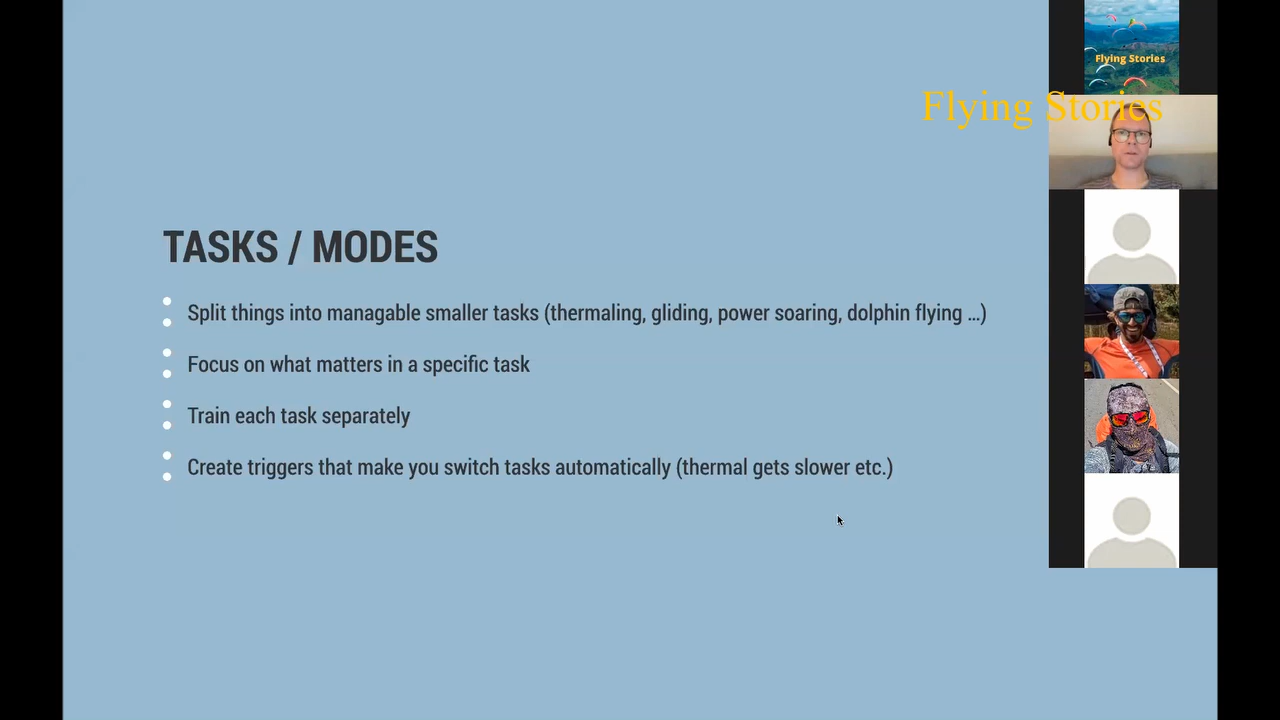 Flying Stories
Flying Stories
TASKS / MODES
Split things into managable smaller tasks (thermaling, gliding, power soaring, dolphin flying ...)
Focus on what matters in a specific task
Train each task separately
Create triggers that make you switch tasks automatically (thermal gets slower etc.)